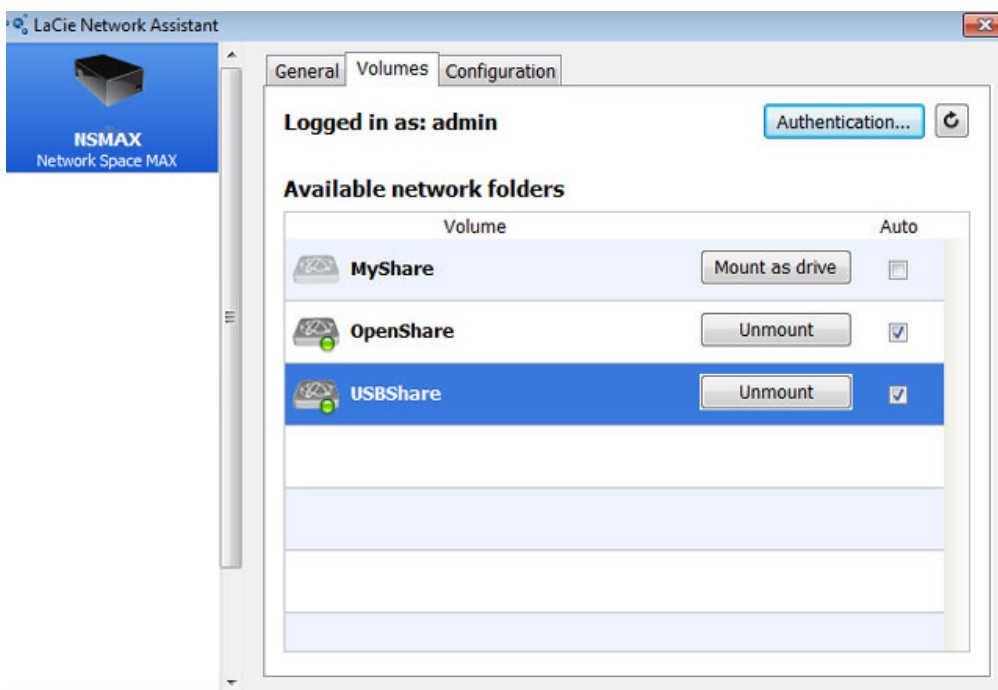 LaCie Network Assistant
NSMAX
Network Space MAX
General Volumes Configuration
Logged in as: admin Authentication...
Available network folders
Volume Auto
MyShare Mount as drive
OpenShare Unmount
USBShare Unmount